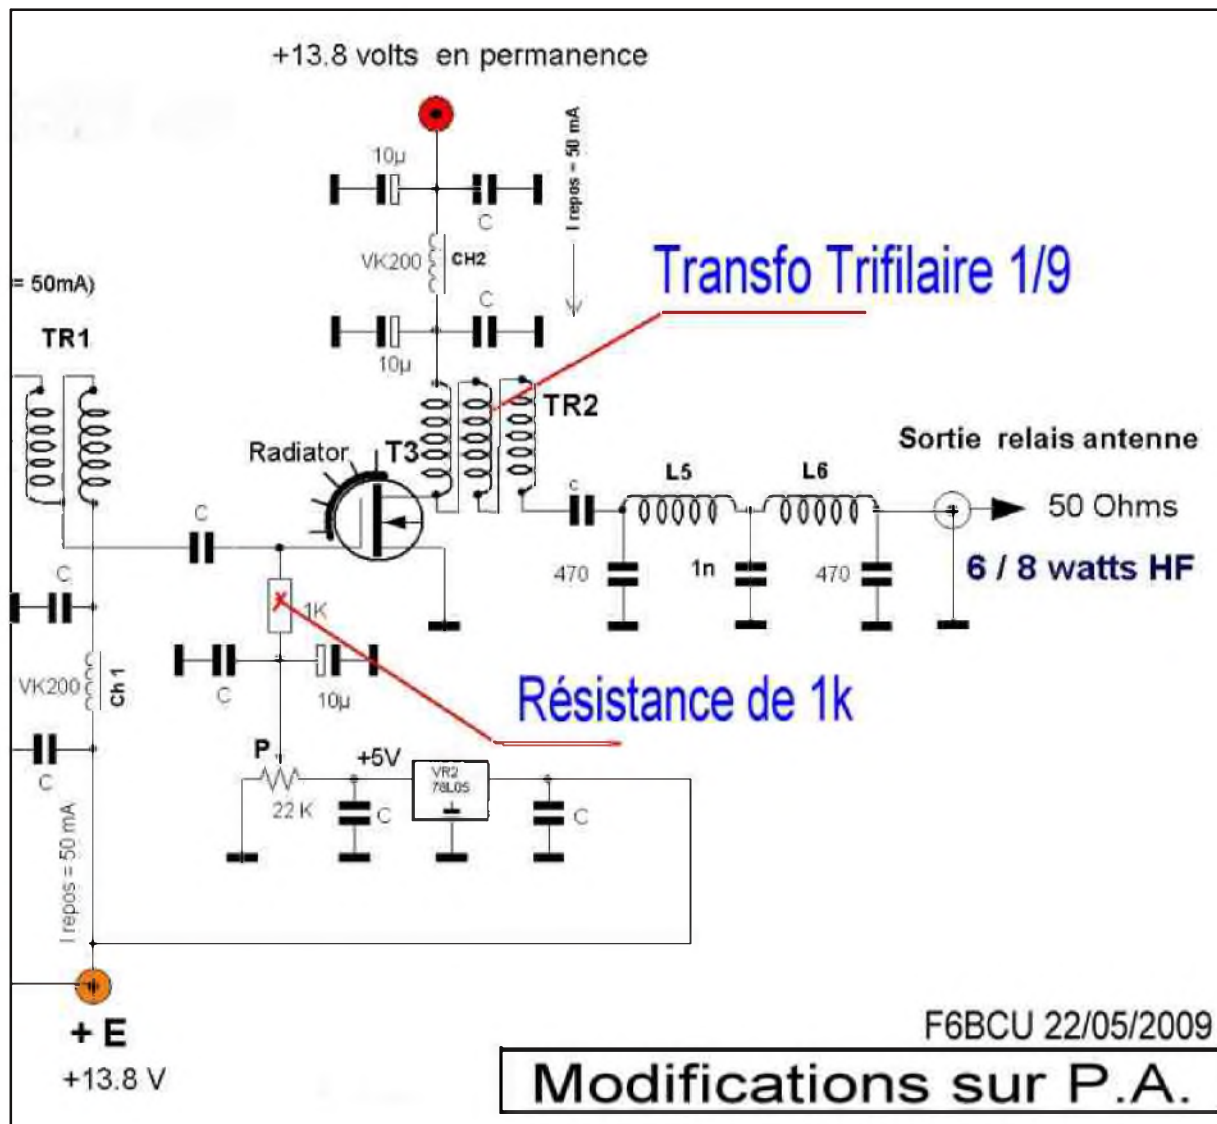 +13.8 volts en permanence
10µ
C
I repos = 50 mA
VK200
CH2
Transfo Trifilaire 1/9
= 50mA)
C
TR1
10µ
TR2
Radiator
T3
Sortie relais antenne
L5
L6
C
c
50 Ohms
470
1n
470
6 / 8 watts HF
C
1K
VK200
Ch 1
C
10µ
Résistance de 1k
P
+5V
VR2
78L05
C
22 K
C
C
I repos = 50 mA
+ E
+13.8 V
F6BCU 22/05/2009
Modifications sur P.A.